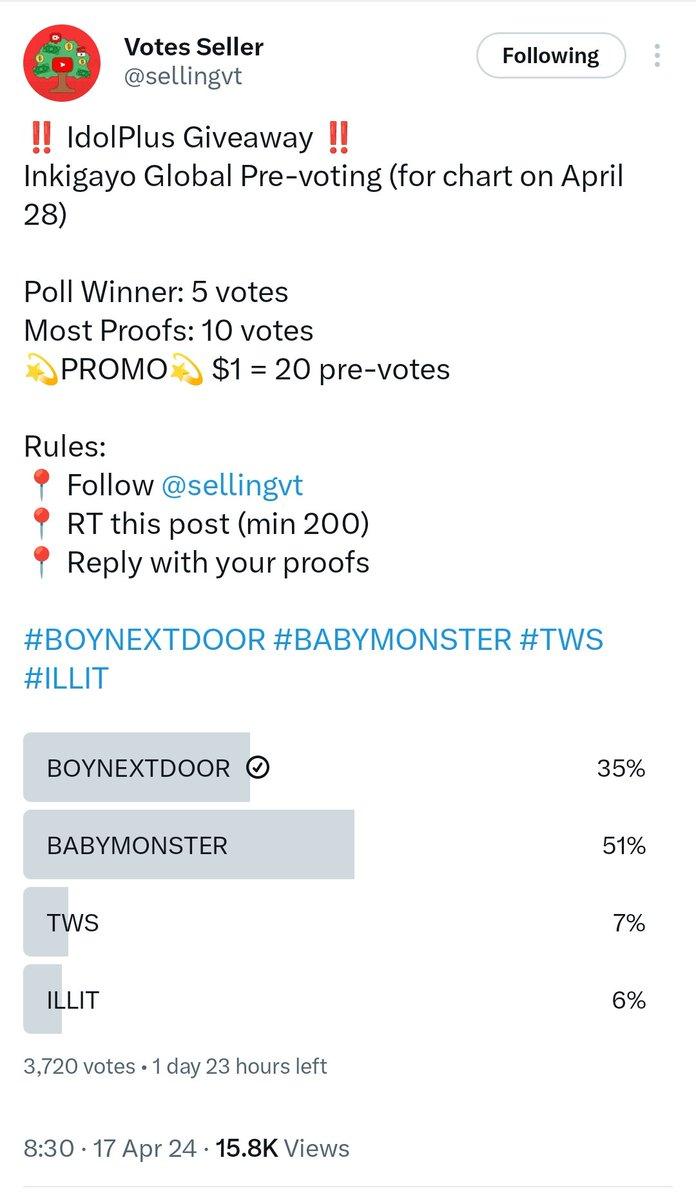 Votes Seller
@sellingvt
Following
‼️ IdolPlus Giveaway ‼️
Inkigayo Global Pre-voting (for chart on April
28)
Poll Winner: 5 votes
Most Proofs: 10 votes
💫PROMO💫 $1 = 20 pre-votes
Rules:
📍 Follow @sellingvt
📍 RT this post (min 200)
📍 Reply with your proofs
#BOYNEXTDOOR #BABYMONSTER #TWS
#ILLIT
BOYNEXTDOOR 35%
BABYMONSTER 51%
TWS 7%
ILLIT 6%
3,720 votes • 1 day 23 hours left
8:30 · 17 Apr 24 · 15.8K Views